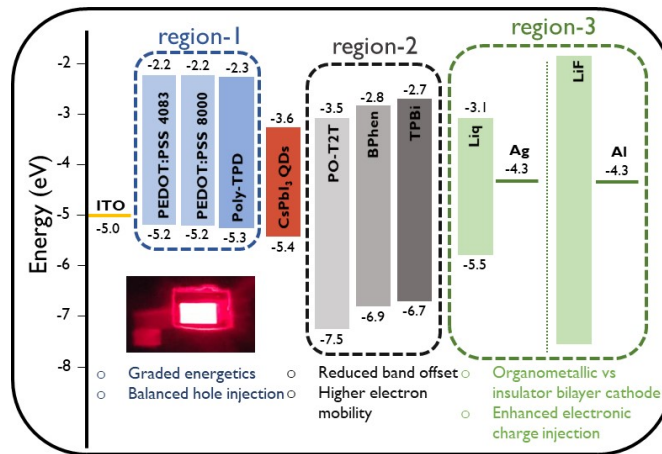 region-1
region-2
region-3
Energy (eV)
-2
-3
-4
-5
-6
-7
-8
ITO
-5.0
-2.2
PEDOT:PSS 4083
-5.2
-2.2
PEDOT:PSS 8000
-5.2
-2.3
Poly-TPD
-5.3
-3.6
CsPbI₃ QDs
-5.4
-3.5
PO-T2T
-7.5
-2.8
BPhen
-6.9
-2.7
TPBi
-6.7
-3.1
Liq
-5.5
Ag
-4.3
LiF
Al
-4.3
○ Graded energetics
○ Balanced hole injection
○ Reduced band offset
○ Higher electron
mobility
○ Organometallic vs
insulator bilayer cathode
○ Enhanced electronic
charge injection